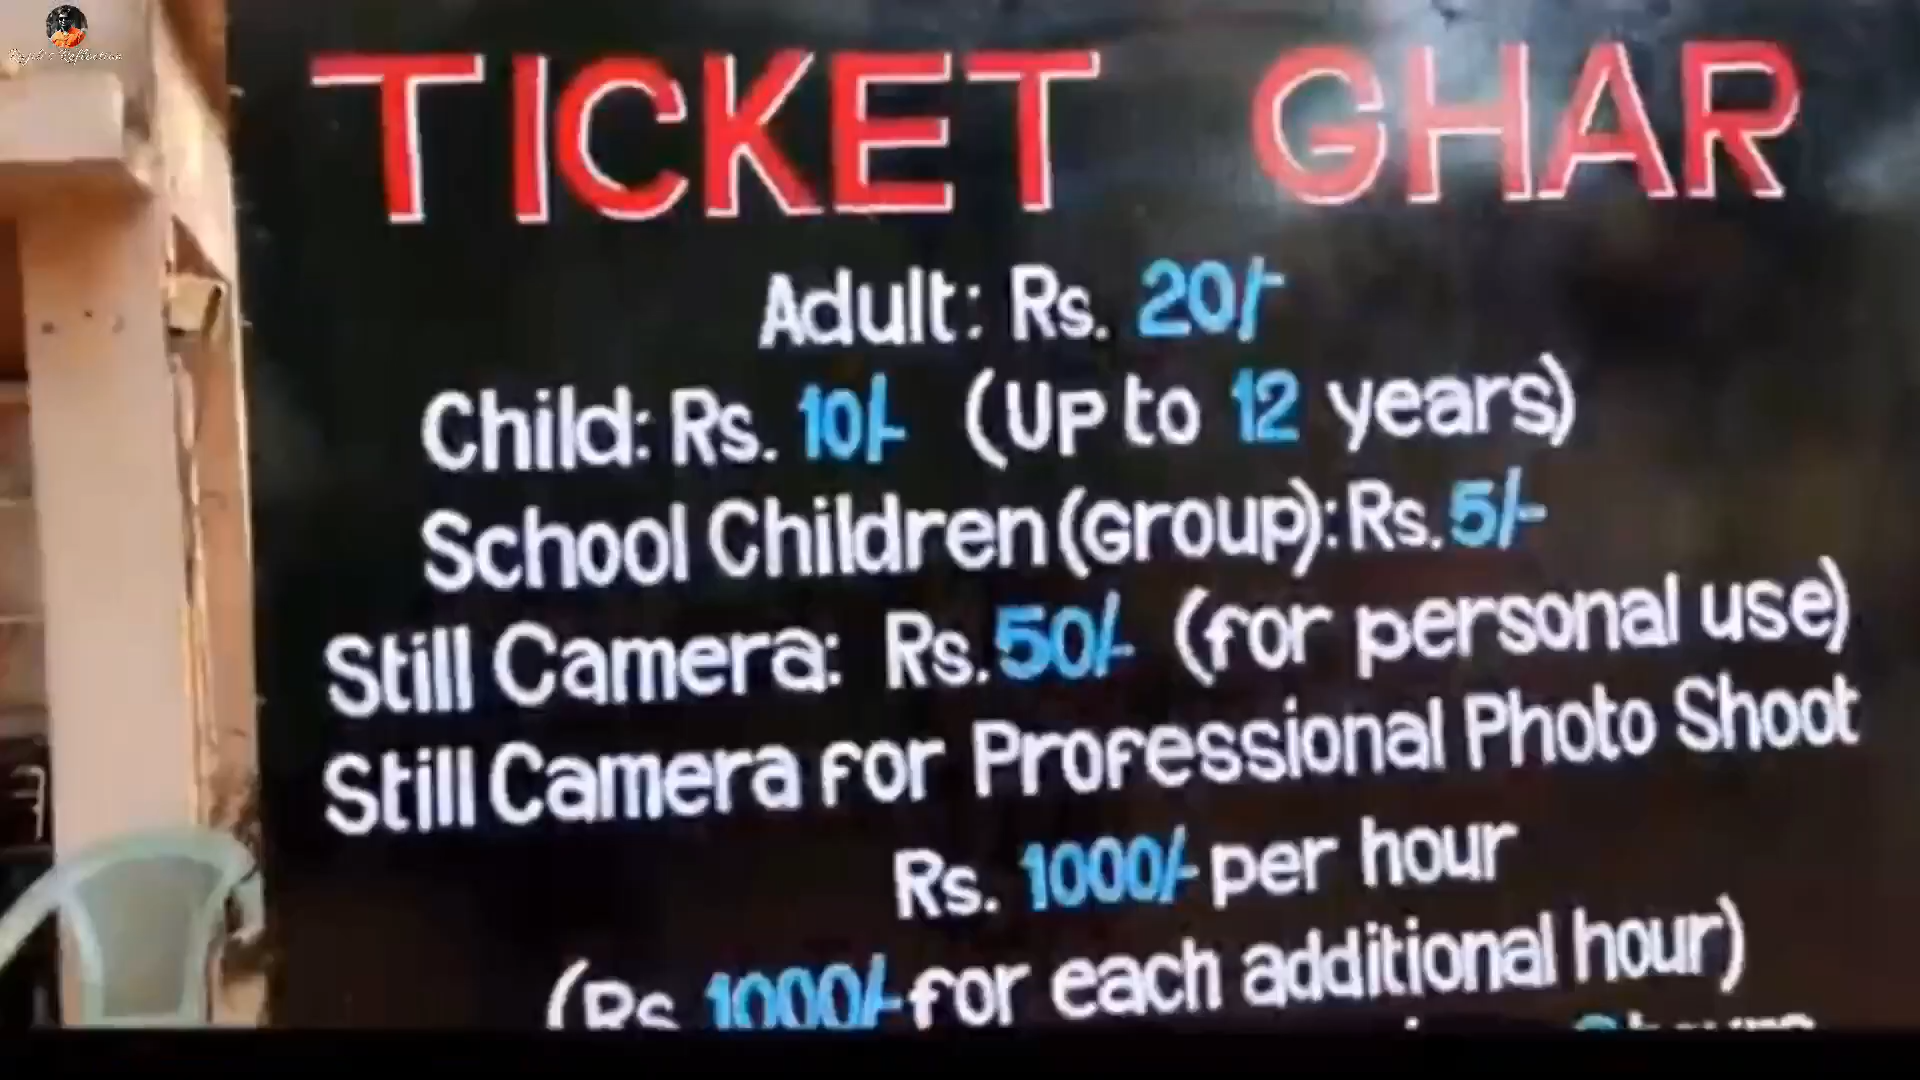 TICKET GHAR
Adult: Rs. 20/-
Child: Rs. 10/- (Up to 12 years)
School Children (Group): Rs. 5/-
Still Camera: Rs. 50/- (for personal use)
Still Camera for Professional Photo Shoot
Rs. 1000/- per hour
(Rs. 1000/- for each additional hour)